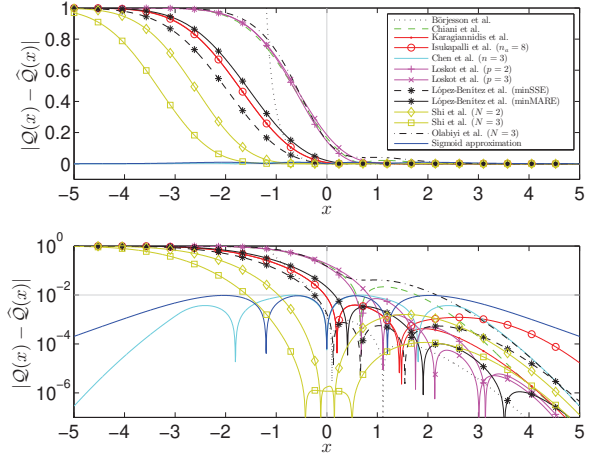 |Q(x) − Q̂(x)|
1
0.8
0.6
0.4
0.2
0
−5 −4 −3 −2 −1 0 1 2 3 4 5
x
Börjesson et al.
Chiani et al.
Karagiannidis et al.
Isukapalli et al. (nₐ = 8)
Chen et al. (n = 3)
Loskot et al. (p = 2)
Loskot et al. (p = 3)
López-Benítez et al. (minSSE)
López-Benítez et al. (minMARE)
Shi et al. (N = 2)
Shi et al. (N = 3)
Olabiyi et al. (N = 3)
Sigmoid approximation
|Q(x) − Q̂(x)|
10⁰
10⁻²
10⁻⁴
10⁻⁶
−5 −4 −3 −2 −1 0 1 2 3 4 5
x